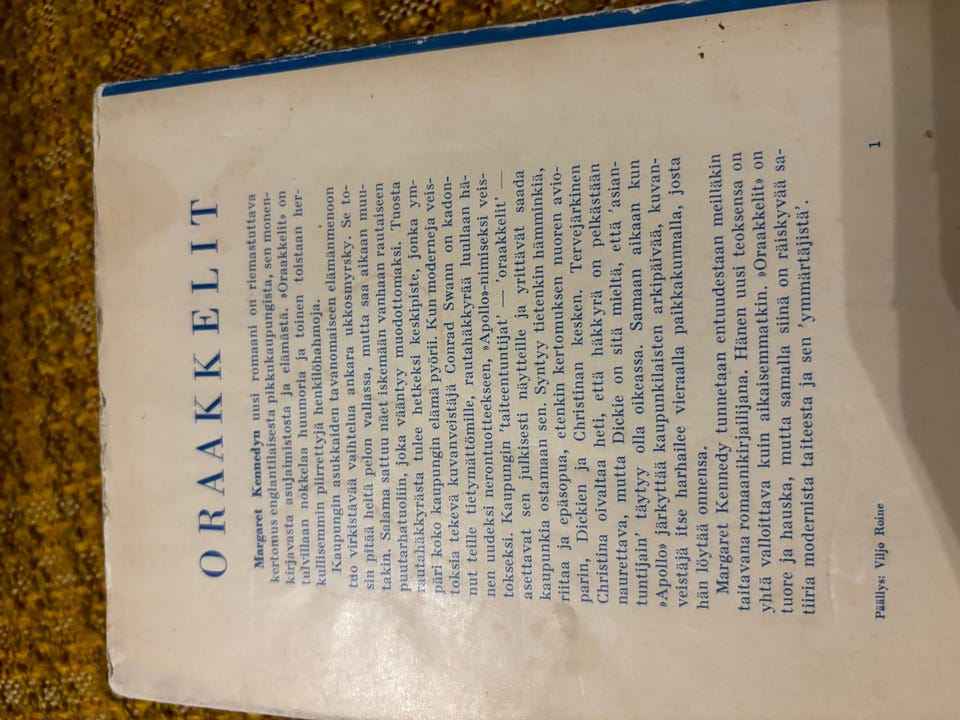 ORAAKKELIT
Margaret Kennedyn uusi romaani on riemastuttava
kertomus englantilaisesta pikkukaupungista, sen monen-
kirjavasta asujaimistosta ja elämästä. »Oraakkelit» on
tulvillaan nokkelaa huumoria ja toinen toistaan her-
kullisemmin piirrettyjä henkilöhahmoja.
Kaupungin asukkaiden tavanomaiseen elämänmenoon
tuo virkistävää vaihtelua ankara ukkosmyrsky. Se to-
sin pitää heitä pelon vallassa, mutta saa aikaan muu-
takin. Salama sattuu näet iskemään vanhaan rautaiseen
puutarhatuoliin, joka vääntyy muodottomaksi. Tuosta
rautahäkkyrästä tulee hetkeksi keskipiste, jonka ym-
päri koko kaupungin elämä pyörii. Kun moderneja veis-
toksia tekevä kuvanveistäjä Conrad Swann on kadon-
nut teille tietymättömille, rautahäkkyrää luullaan hä-
nen uudeksi nerontuotteekseen, »Apollo»-nimiseksi veis-
tokseksi. Kaupungin 'taiteentuntijat' — 'oraakkelit' —
asettavat sen julkisesti näytteille ja yrittävät saada
kaupunkia ostamaan sen. Syntyy tietenkin hämminkiä,
riitaa ja epäsopua, etenkin kertomuksen nuoren avio-
parin, Dickien ja Christinan kesken. Tervejärkinen
Christina oivaltaa heti, että häkkyrä on pelkästään
naurettava, mutta Dickie on sitä mieltä, että 'asian-
tuntijain' täytyy olla oikeassa. Samaan aikaan kun
»Apollo» järkyttää kaupunkilaisten arkipäivää, kuvan-
veistäjä itse harhailee vieraalla paikkakunnalla, josta
hän löytää onnensa.
Margaret Kennedy tunnetaan entuudestaan meilläkin
taitavana romaanikirjailijana. Hänen uusi teoksensa on
yhtä valloittava kuin aikaisemmatkin. »Oraakkelit» on
tuore ja hauska, mutta samalla siinä on räiskyvää sa-
tiiria modernista taiteesta ja sen 'ymmärtäjistä'.
Päällys: Viljo Roine
1